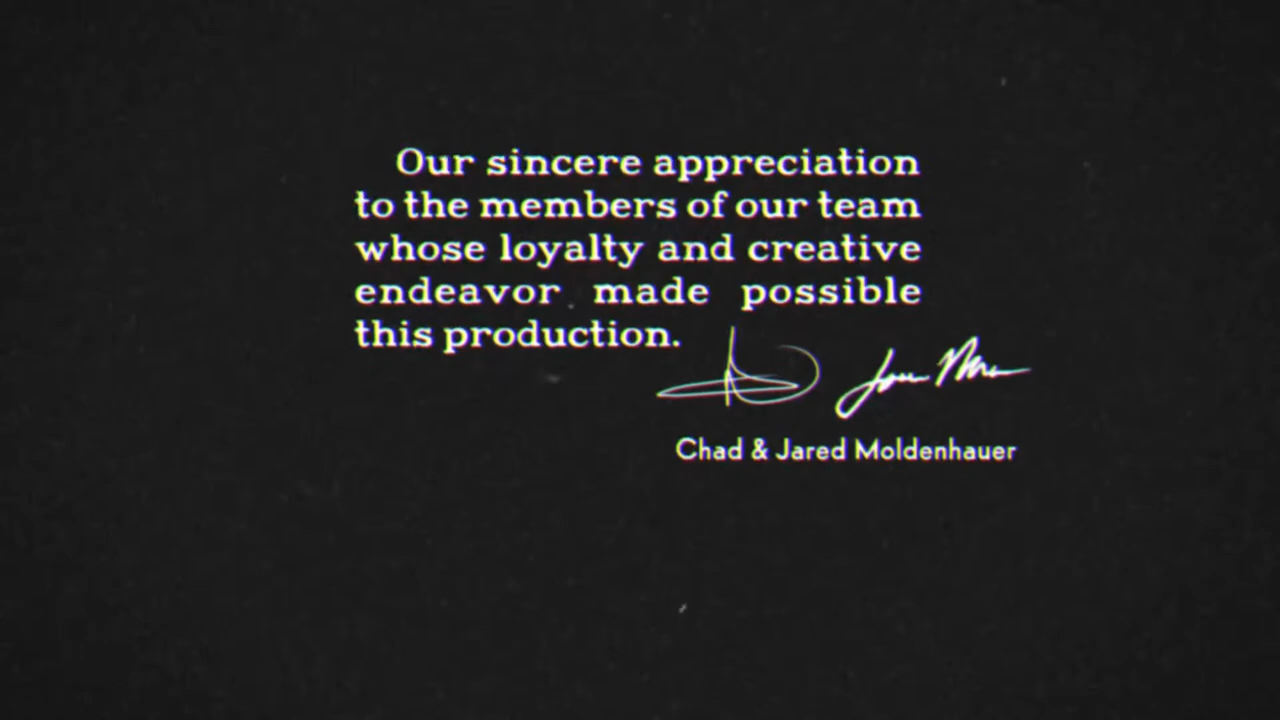 Our sincere appreciation
to the members of our team
whose loyalty and creative
endeavor made possible
this production.
Chad & Jared Moldenhauer